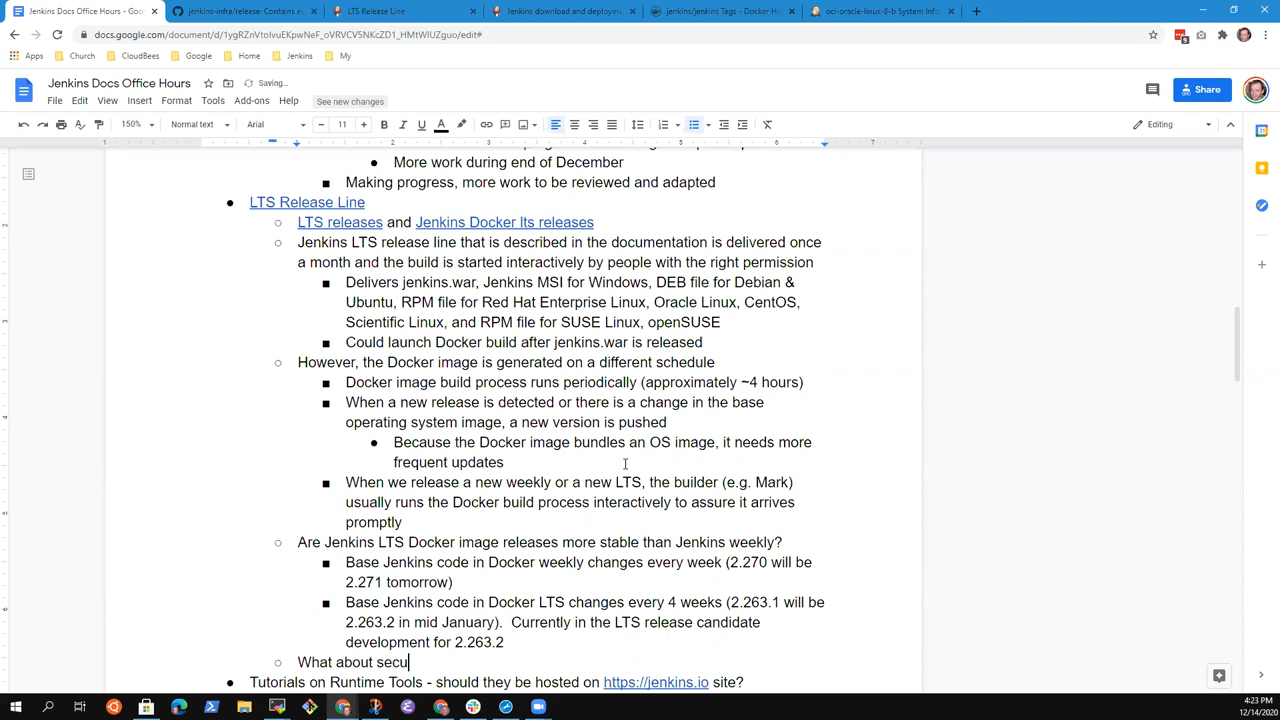 Jenkins Docs Office Hours - Goo
jenkins-infra/release: Contains e
LTS Release Line
Jenkins download and deployme
jenkins/jenkins Tags - Docker Hu
oci-oracle-linux-8-b System Info
docs.google.com/document/d/1ygRZnVtoIvuEKpwNeF_oVRVCV5NKcZD1_HMtWIUZguo/edit#
Apps
Church
CloudBees
Google
Home
Jenkins
My
Jenkins Docs Office Hours
Saving...
File Edit View Insert Format Tools Add-ons Help See new changes
Share
150% Normal text Arial 11
Editing
1 2 3 4 5 6 7
More work during end of December
Making progress, more work to be reviewed and adapted
LTS Release Line
LTS releases and Jenkins Docker lts releases
Jenkins LTS release line that is described in the documentation is delivered once
a month and the build is started interactively by people with the right permission
Delivers jenkins.war, Jenkins MSI for Windows, DEB file for Debian &
Ubuntu, RPM file for Red Hat Enterprise Linux, Oracle Linux, CentOS,
Scientific Linux, and RPM file for SUSE Linux, openSUSE
Could launch Docker build after jenkins.war is released
However, the Docker image is generated on a different schedule
Docker image build process runs periodically (approximately ~4 hours)
When a new release is detected or there is a change in the base
operating system image, a new version is pushed
Because the Docker image bundles an OS image, it needs more
frequent updates
When we release a new weekly or a new LTS, the builder (e.g. Mark)
usually runs the Docker build process interactively to assure it arrives
promptly
Are Jenkins LTS Docker image releases more stable than Jenkins weekly?
Base Jenkins code in Docker weekly changes every week (2.270 will be
2.271 tomorrow)
Base Jenkins code in Docker LTS changes every 4 weeks (2.263.1 will be
2.263.2 in mid January).  Currently in the LTS release candidate
development for 2.263.2
What about secu
Tutorials on Runtime Tools - should they be hosted on https://jenkins.io site?
4:23 PM
12/14/2020